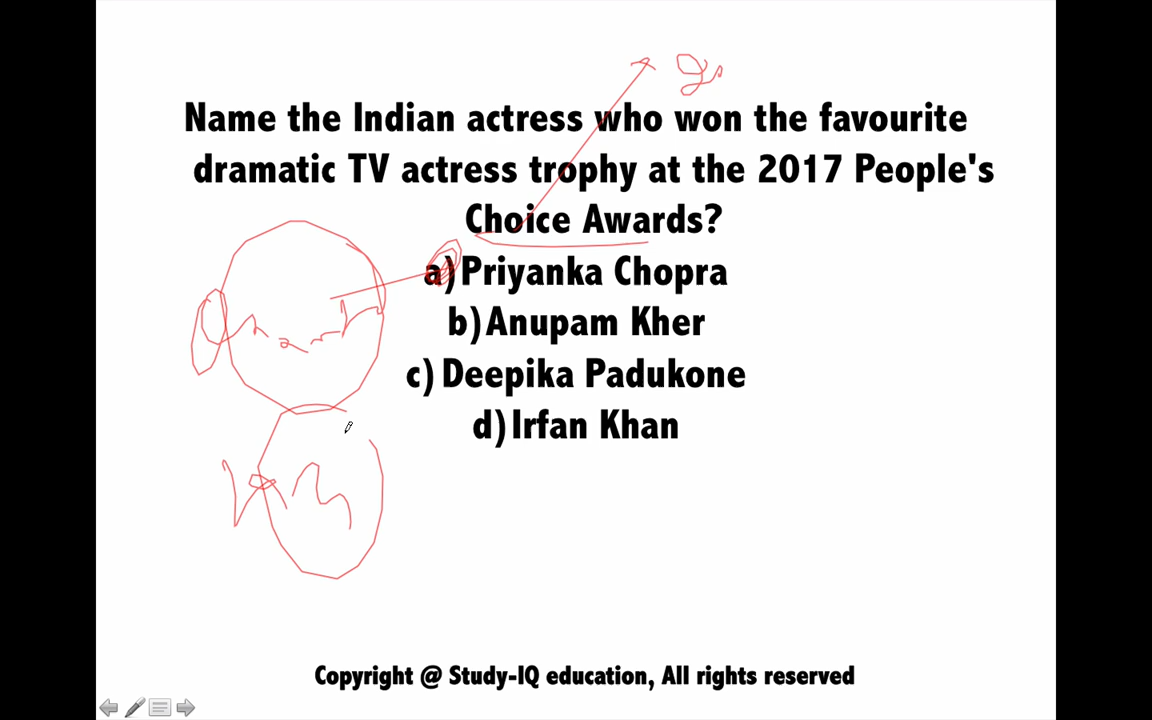 Name the Indian actress who won the favourite
dramatic TV actress trophy at the 2017 People's
Choice Awards?
a) Priyanka Chopra
b) Anupam Kher
c) Deepika Padukone
d) Irfan Khan
Copyright @ Study-IQ education, All rights reserved